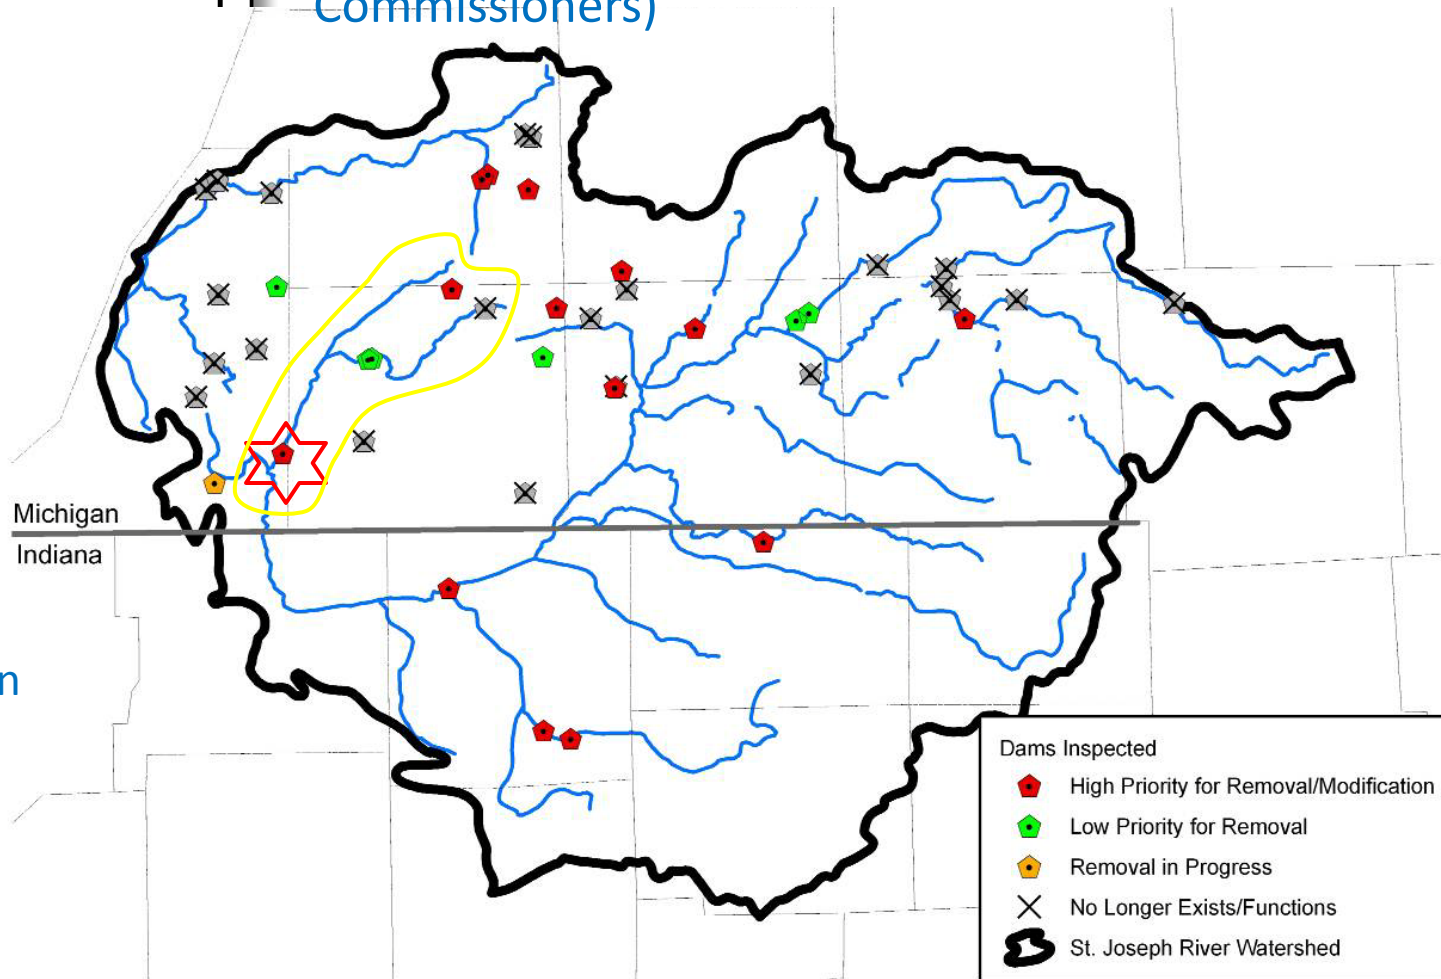 Commissioners)
Michigan
Indiana
n
Dams Inspected
High Priority for Removal/Modification
Low Priority for Removal
Removal in Progress
No Longer Exists/Functions
St. Joseph River Watershed